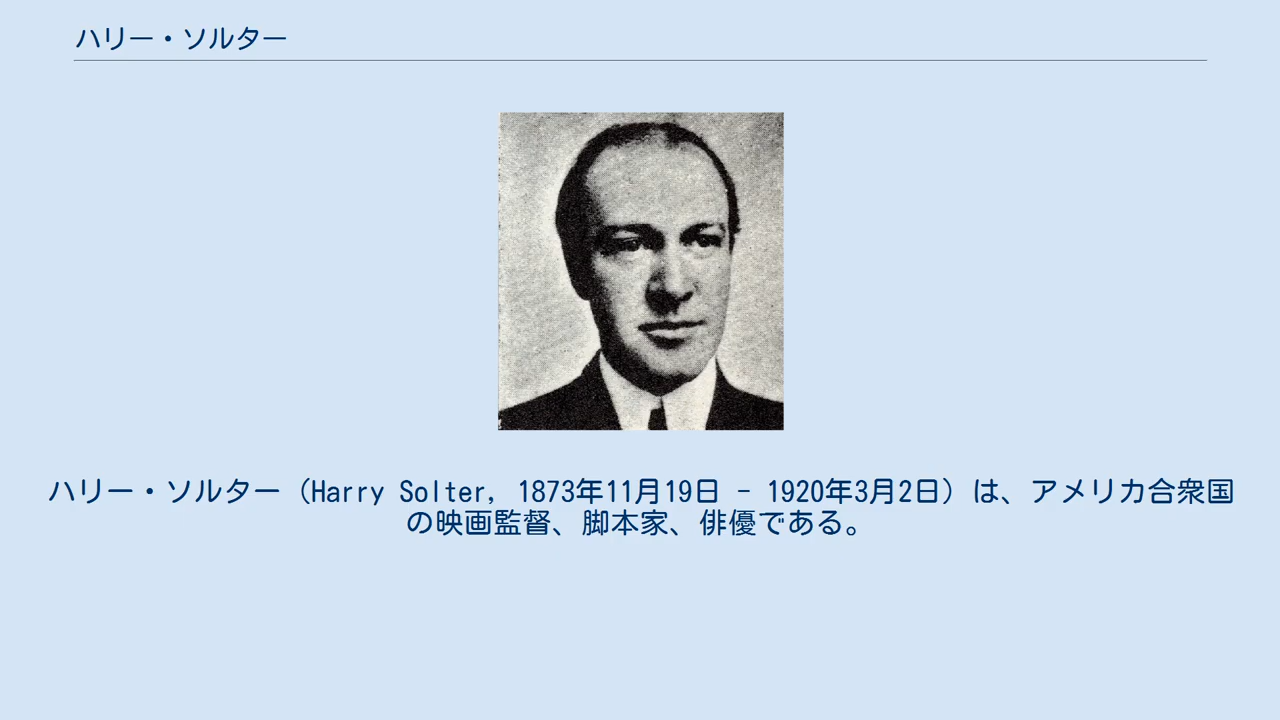 ハリー・ソルター
ハリー・ソルター（Harry Solter, 1873年11月19日 - 1920年3月2日）は、アメリカ合衆国
の映画監督、脚本家、俳優である。